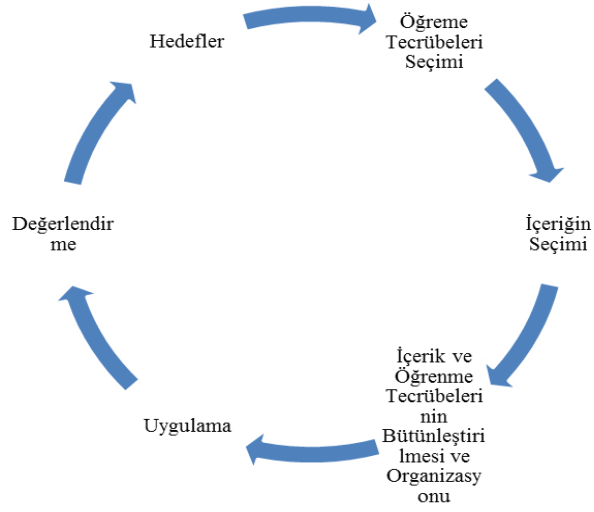 Hedefler
Öğreme
Tecrübeleri
Seçimi
İçeriğin
Seçimi
İçerik ve
Öğrenme
Tecrübeleri
nin
Bütünleştiri
lmesi ve
Organizasy
onu
Uygulama
Değerlendir
me